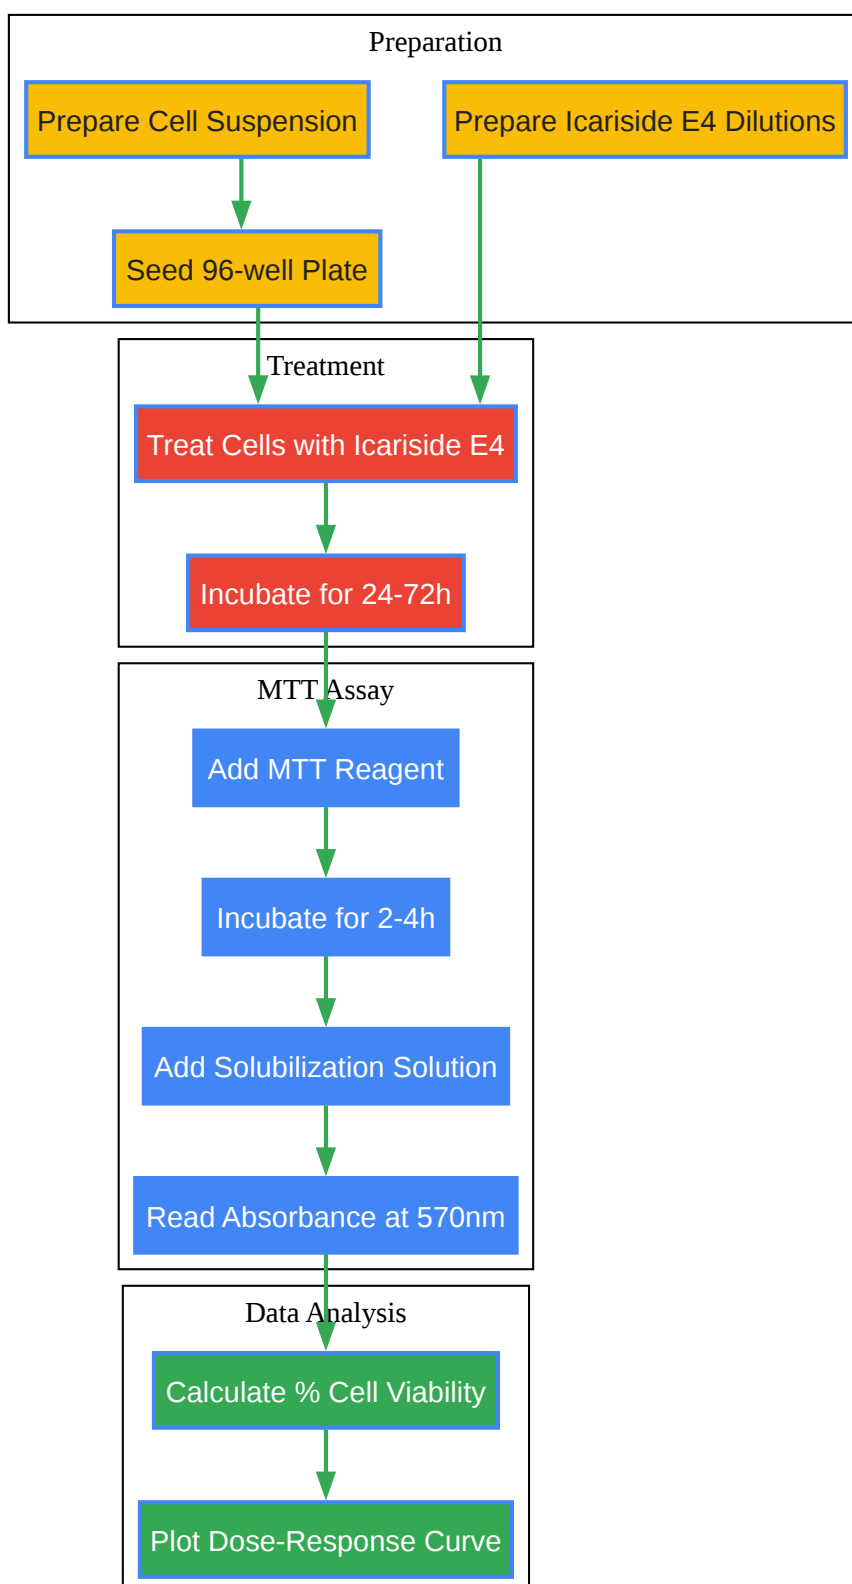 Preparation
Prepare Cell Suspension
Prepare Icariside E4 Dilutions
Seed 96-well Plate
Treatment
Treat Cells with Icariside E4
Incubate for 24-72h
MTT Assay
Add MTT Reagent
Incubate for 2-4h
Add Solubilization Solution
Read Absorbance at 570nm
Data Analysis
Calculate % Cell Viability
Plot Dose-Response Curve